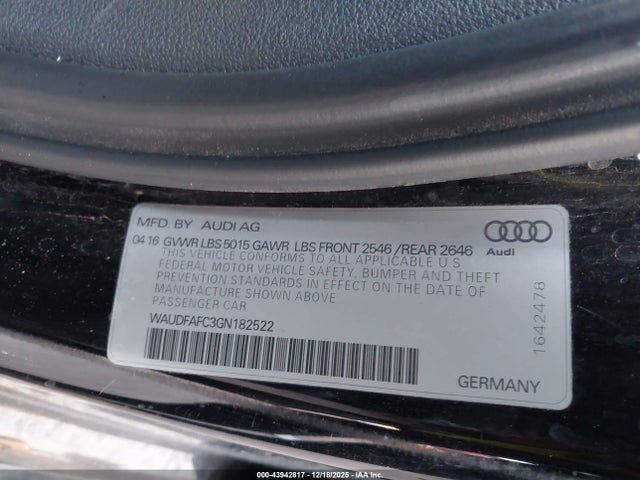 MFD. BY AUDI AG
04 16 GVWR LBS 5015 GAWR LBS FRONT 2546 /REAR 2646
THIS VEHICLE CONFORMS TO ALL APPLICABLE U S
FEDERAL MOTOR VEHICLE SAFETY, BUMPER AND THEFT
PREVENTION STANDARDS IN EFFECT ON THE DATE OF
MANUFACTURE SHOWN ABOVE
PASSENGER CAR
WAUDFAFC3GN182522
Audi
1642478
GERMANY
000-43942817 - 12/18/2025 - IAAI.COM